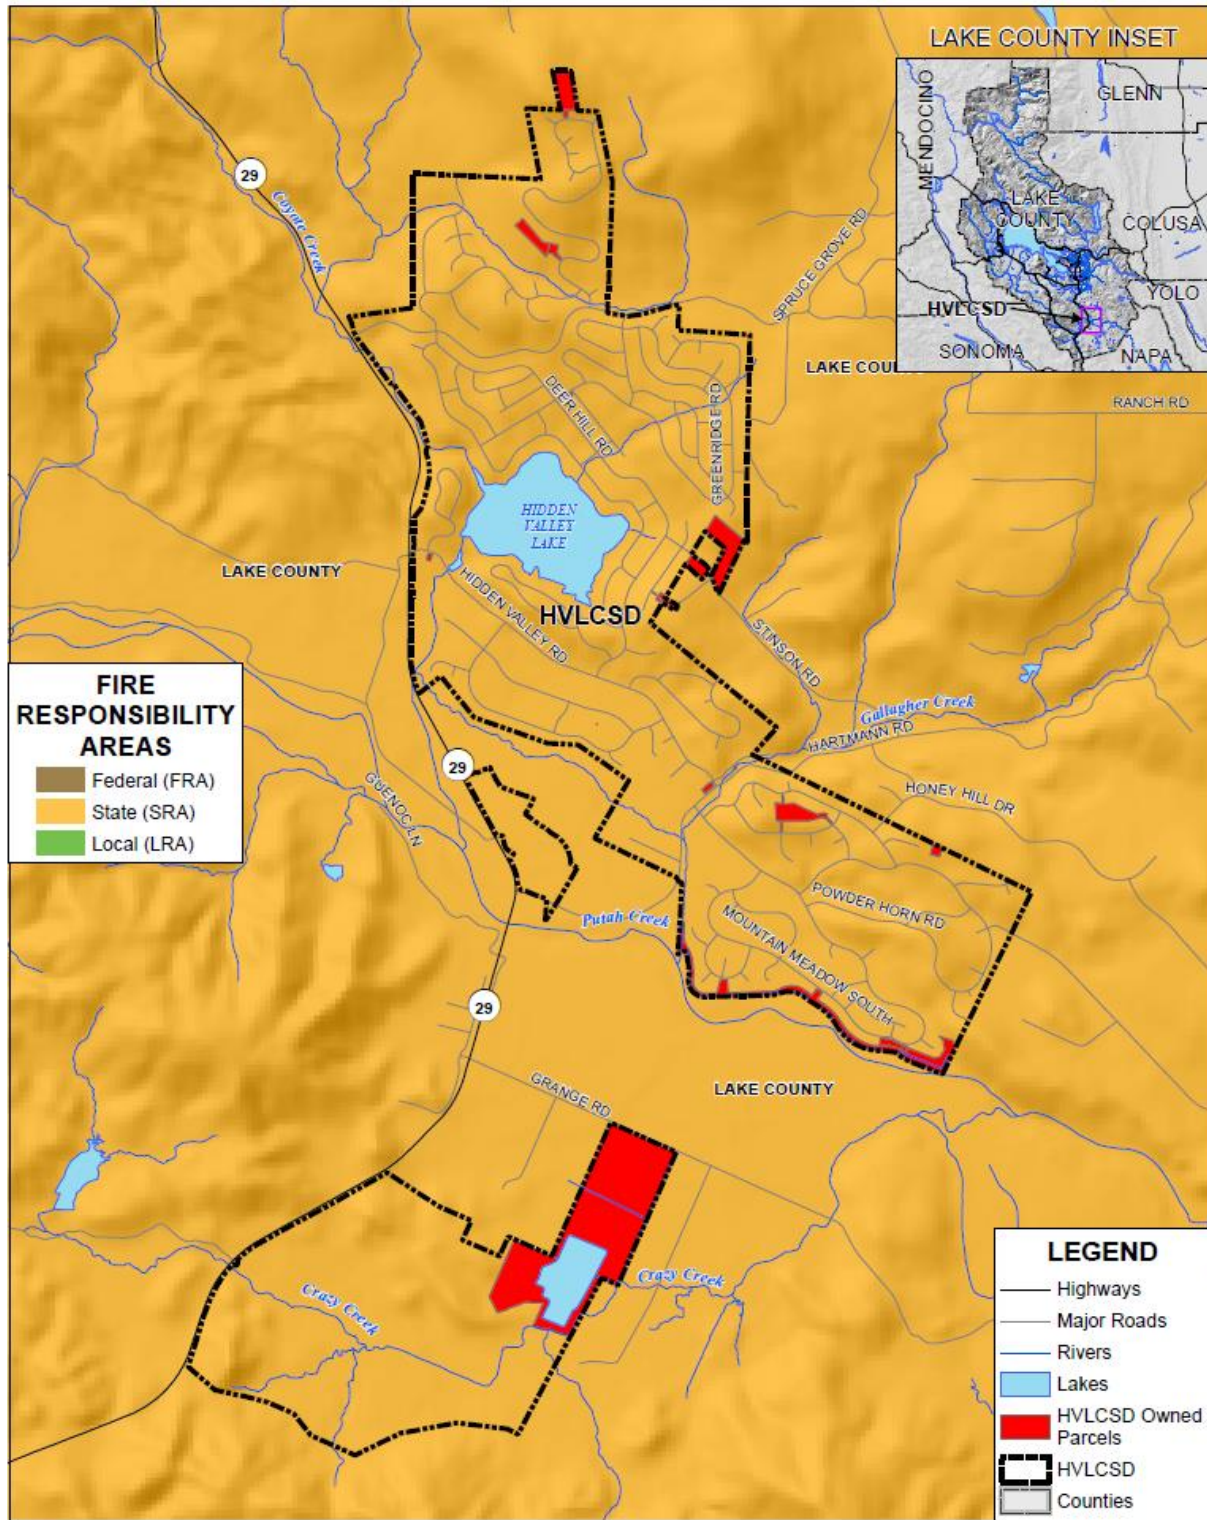 LAKE COUNTY INSET
MENDOCINO
GLENN
LAKE
COUNTY
COLUSA
YOLO
HVLCSD
SONOMA
NAPA
29
Coyote Creek
SPRUCE GROVE RD
LAKE COU
RANCH RD
DEER HILL RD
GREENRIDGE RD
HIDDEN
VALLEY
LAKE
LAKE COUNTY
HIDDEN VALLEY RD
HVLCSD
STINSON RD
Gallagher Creek
HARTMANN RD
FIRE
RESPONSIBILITY
AREAS
Federal (FRA)
State (SRA)
Local (LRA)
29
GUENOC LN
HONEY HILL DR
POWDER HORN RD
Putah Creek
MOUNTAIN MEADOW SOUTH
29
LAKE COUNTY
GRANGE RD
Crazy Creek
Crazy Creek
LEGEND
Highways
Major Roads
Rivers
Lakes
HVLCSD Owned
Parcels
HVLCSD
Counties